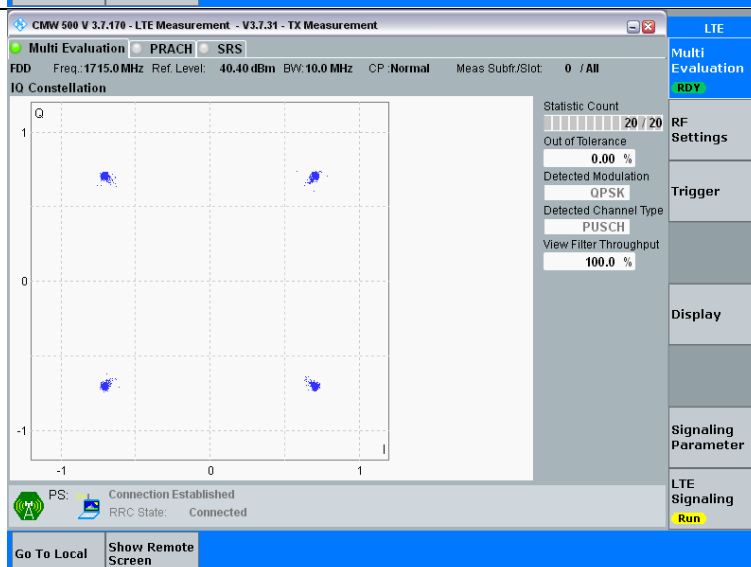 CMW 500 V 3.7.170 - LTE Measurement - V3.7.31 - TX Measurement
LTE
Multi Evaluation PRACH SRS
Multi Evaluation
RDY
FDD Freq.: 1715.0 MHz Ref. Level: 40.40 dBm BW: 10.0 MHz CP : Normal Meas Subfr./Slot: 0 / All
IQ Constellation
Q
1
0
-1
I
-1 0 1
Statistic Count
20 / 20
Out of Tolerance
0.00 %
Detected Modulation
QPSK
Detected Channel Type
PUSCH
View Filter Throughput
100.0 %
RF Settings
Trigger
Display
Signaling Parameter
LTE Signaling
Run
PS: Connection Established
RRC State: Connected
Go To Local
Show Remote Screen